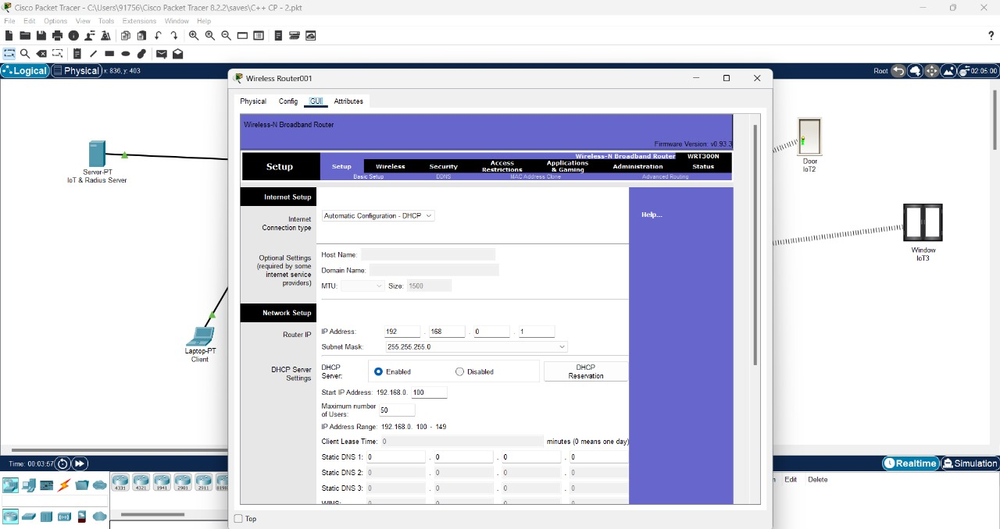 Cisco Packet Tracer - C:\Users\91756\Cisco Packet Tracer 8.2.2\saves\C++ CP - 2.pkt
File Edit Options View Tools Extensions Window Help
?
Logical Physical x: 836, y: 403
Root 02:05:00
Wireless Router001
Physical Config GUI Attributes
Wireless-N Broadband Router
Firmware Version: v0.93.3
Wireless-N Broadband Router WRT300N
Setup
Setup Wireless Security Access Restrictions Applications & Gaming Administration Status
Basic Setup DDNS MAC Address Clone Advanced Routing
Internet Setup
Internet
Connection type
Automatic Configuration - DHCP
Help...
Optional Settings
(required by some
internet service
providers)
Host Name:
Domain Name:
MTU: Size: 1500
Network Setup
Router IP
IP Address: 192 . 168 . 0 . 1
Subnet Mask: 255.255.255.0
DHCP Server
Settings
DHCP
Server:
Enabled Disabled
DHCP
Reservation
Start IP Address: 192.168.0. 100
Maximum number
of Users:
50
IP Address Range: 192.168.0. 100 - 149
Client Lease Time: 0 minutes (0 means one day)
Static DNS 1: 0 . 0 . 0 . 0
Static DNS 2: 0 . 0 . 0 . 0
Static DNS 3: 0 . 0 . 0 . 0
WINS: 0 . 0 . 0 . 0
Top
Server-PT
IoT & Radius Server
Laptop-PT
Client
Door
IoT2
Window
IoT3
Time: 00:03:57
Realtime Simulation
4331 4321 1941 2901 2911
Edit Delete